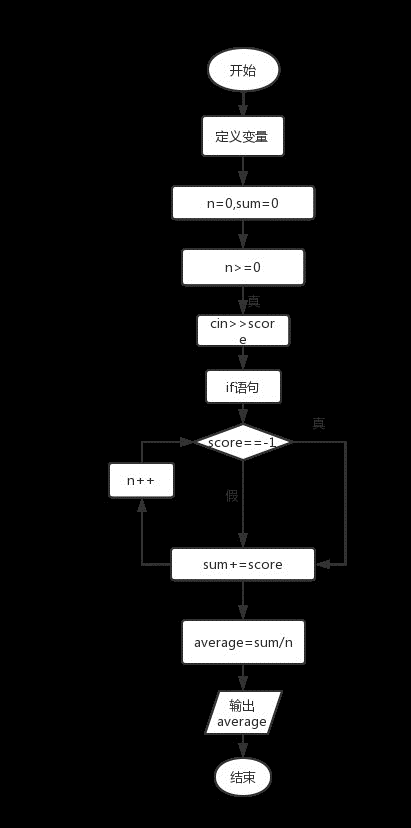 开始
定义变量
n=0,sum=0
n>=0
真
cin>>scor
e
if语句
真
score==-1
n++
假
sum+=score
average=sum/n
输出
average
结束